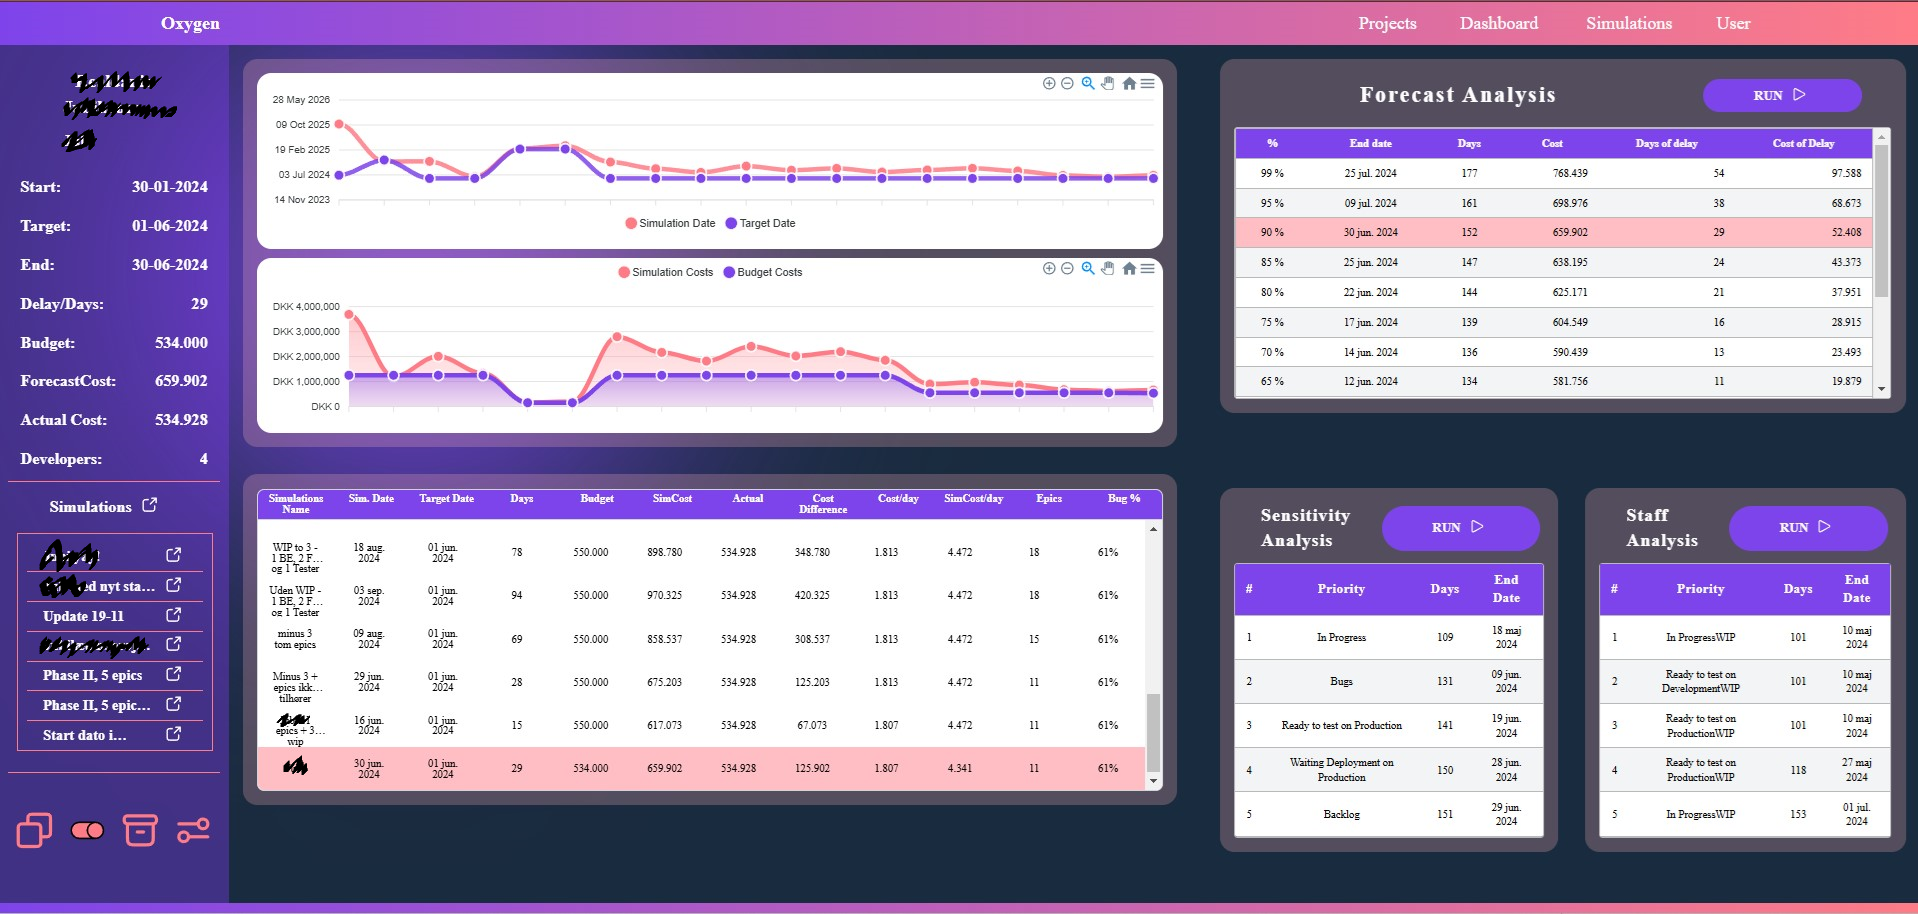 Oxygen
Projects Dashboard Simulations User
Start: 30-01-2024
Target: 01-06-2024
End: 30-06-2024
Delay/Days: 29
Budget: 534.000
ForecastCost: 659.902
Actual Cost: 534.928
Developers: 4
Simulations
ed nyt sta...
Update 19-11
Phase II, 5 epics
Phase II, 5 epic...
Start dato i...
28 May 2026
09 Oct 2025
19 Feb 2025
03 Jul 2024
14 Nov 2023
Simulation Date Target Date
Simulation Costs Budget Costs
DKK 4,000,000
DKK 3,000,000
DKK 2,000,000
DKK 1,000,000
DKK 0
Simulations Name Sim. Date Target Date Days Budget SimCost Actual Cost Difference Cost/day SimCost/day Epics Bug %
WIP to 3 - 1 BE, 2 F... og 1 Tester 18 aug. 2024 01 jun. 2024 78 550.000 898.780 534.928 348.780 1.813 4.472 18 61%
Uden WIP - 1 BE, 2 F... og 1 Tester 03 sep. 2024 01 jun. 2024 94 550.000 970.325 534.928 420.325 1.813 4.472 18 61%
minus 3 tom epics 09 aug. 2024 01 jun. 2024 69 550.000 858.537 534.928 308.537 1.813 4.472 15 61%
Minus 3 + epics ikk... tilhører 29 jun. 2024 01 jun. 2024 28 550.000 675.203 534.928 125.203 1.813 4.472 11 61%
epics + 3... wip 16 jun. 2024 01 jun. 2024 15 550.000 617.073 534.928 67.073 1.807 4.472 11 61%
30 jun. 2024 01 jun. 2024 29 534.000 659.902 534.928 125.902 1.807 4.341 11 61%
Forecast Analysis RUN
% End date Days Cost Days of delay Cost of Delay
99 % 25 jul. 2024 177 768.439 54 97.588
95 % 09 jul. 2024 161 698.976 38 68.673
90 % 30 jun. 2024 152 659.902 29 52.408
85 % 25 jun. 2024 147 638.195 24 43.373
80 % 22 jun. 2024 144 625.171 21 37.951
75 % 17 jun. 2024 139 604.549 16 28.915
70 % 14 jun. 2024 136 590.439 13 23.493
65 % 12 jun. 2024 134 581.756 11 19.879
Sensitivity Analysis RUN
# Priority Days End Date
1 In Progress 109 18 maj 2024
2 Bugs 131 09 jun. 2024
3 Ready to test on Production 141 19 jun. 2024
4 Waiting Deployment on Production 150 28 jun. 2024
5 Backlog 151 29 jun. 2024
Staff Analysis RUN
# Priority Days End Date
1 In ProgressWIP 101 10 maj 2024
2 Ready to test on DevelopmentWIP 101 10 maj 2024
3 Ready to test on ProductionWIP 101 10 maj 2024
4 Ready to test on ProductionWIP 118 27 maj 2024
5 In ProgressWIP 153 01 jul. 2024